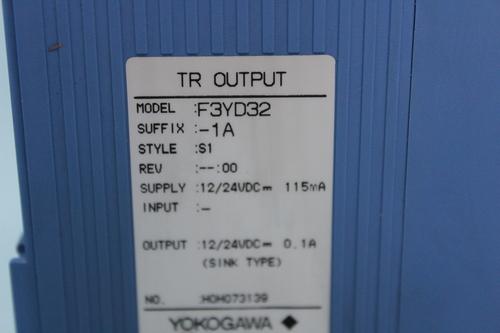 TR OUTPUT
MODEL :F3YD32
SUFFIX :-1A
STYLE :S1
REV :--:00
SUPPLY :12/24VDC⎓ 115mA
INPUT :-
OUTPUT :12/24VDC⎓ 0.1A
(SINK TYPE)
NO. :H0H073139
YOKOGAWA ◆